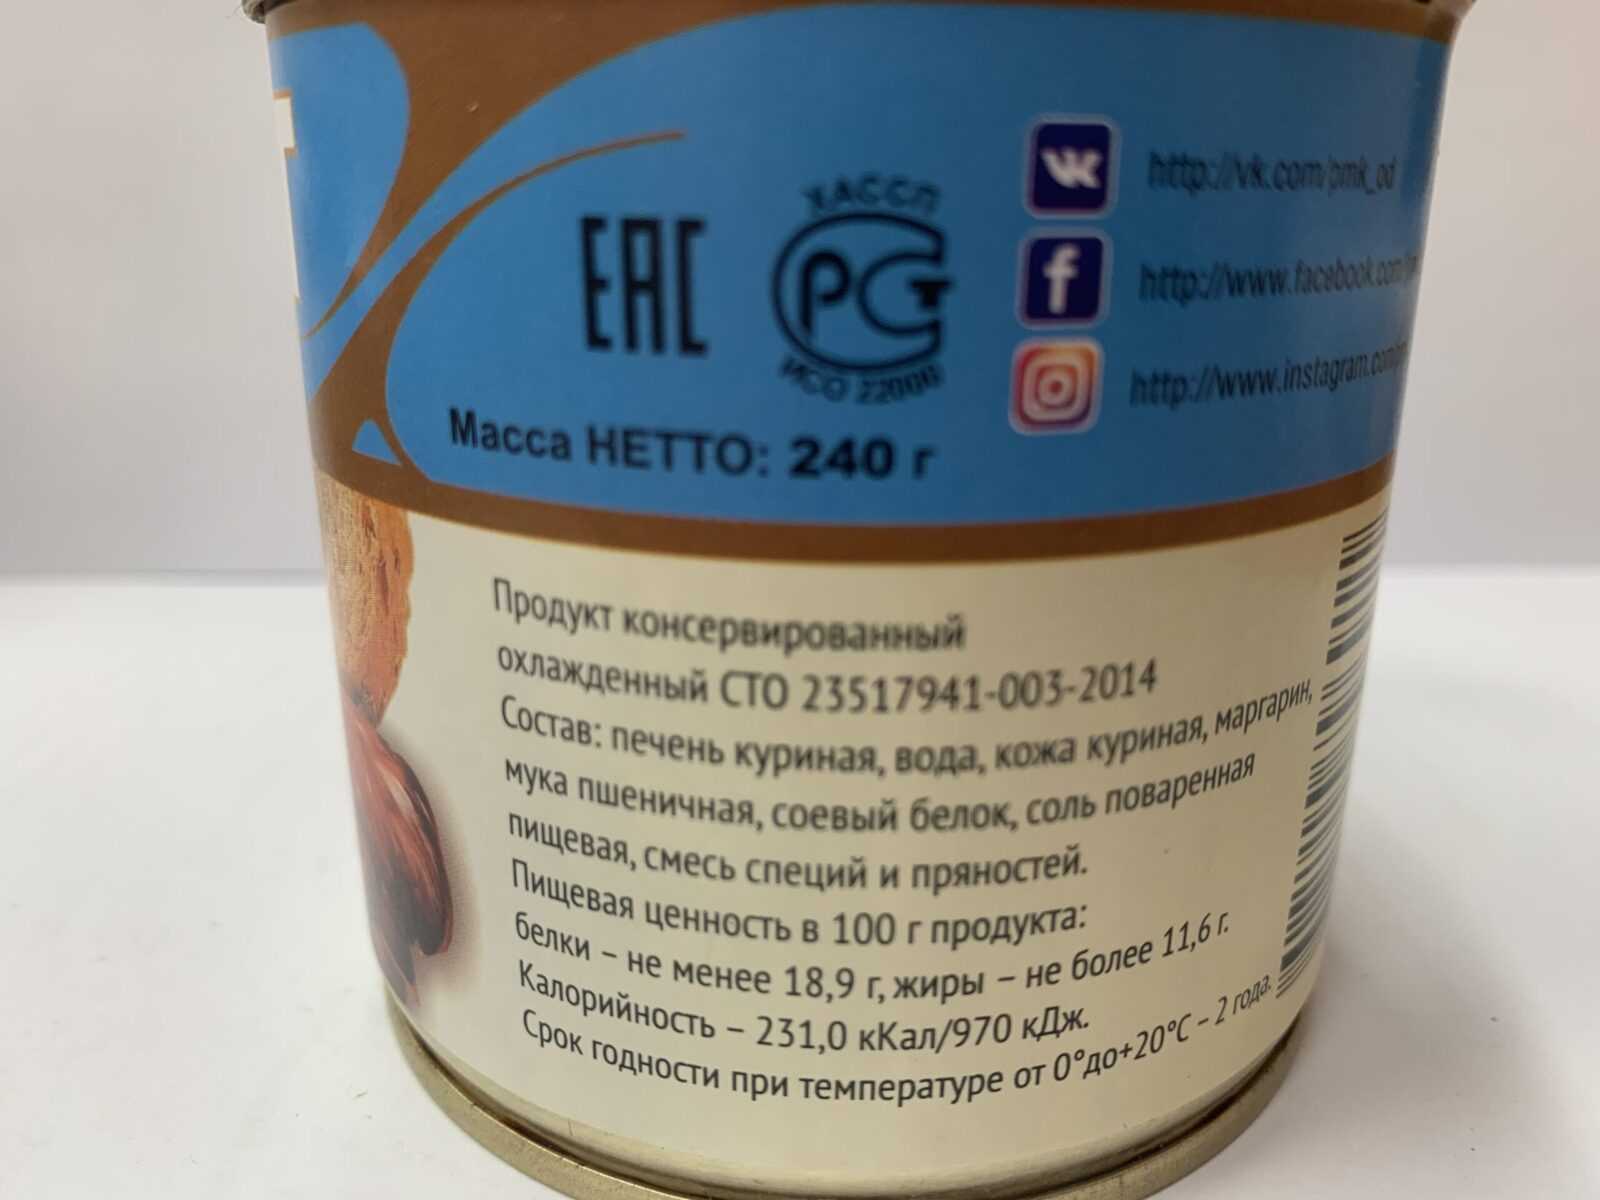 ЕАС
ХАССП
РСТ
ИСО 22000
http://vk.com/pmk_od
http://www.facebook.com/
http://www.instagram.com/
Масса НЕТТО: 240 г
Продукт консервированный
охлажденный СТО 23517941-003-2014
Состав: печень куриная, вода, кожа куриная, маргарин,
мука пшеничная, соевый белок, соль поваренная
пищевая, смесь специй и пряностей.
Пищевая ценность в 100 г продукта:
белки – не менее 18,9 г, жиры – не более 11,6 г.
Калорийность – 231,0 кКал/970 кДж.
Срок годности при температуре от 0°до+20°С – 2 года.